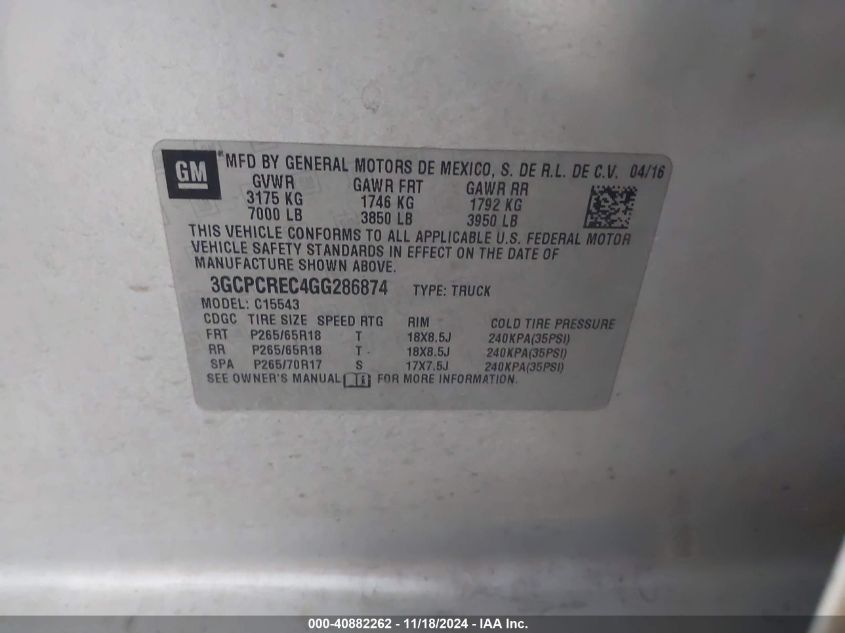 GM
MFD BY GENERAL MOTORS DE MEXICO, S. DE R.L. DE C.V. 04/16
GVWR GAWR FRT GAWR RR
3175 KG 1746 KG 1792 KG
7000 LB 3850 LB 3950 LB
THIS VEHICLE CONFORMS TO ALL APPLICABLE U.S. FEDERAL MOTOR
VEHICLE SAFETY STANDARDS IN EFFECT ON THE DATE OF
MANUFACTURE SHOWN ABOVE.
3GCPCREC4GG286874 TYPE: TRUCK
MODEL: C15543
CDGC TIRE SIZE SPEED RTG RIM COLD TIRE PRESSURE
FRT P265/65R18 T 18X8.5J 240KPA(35PSI)
RR P265/65R18 T 18X8.5J 240KPA(35PSI)
SPA P265/70R17 S 17X7.5J 240KPA(35PSI)
SEE OWNER'S MANUAL FOR MORE INFORMATION.
000-40882262 - 11/18/2024 - IAA Inc.